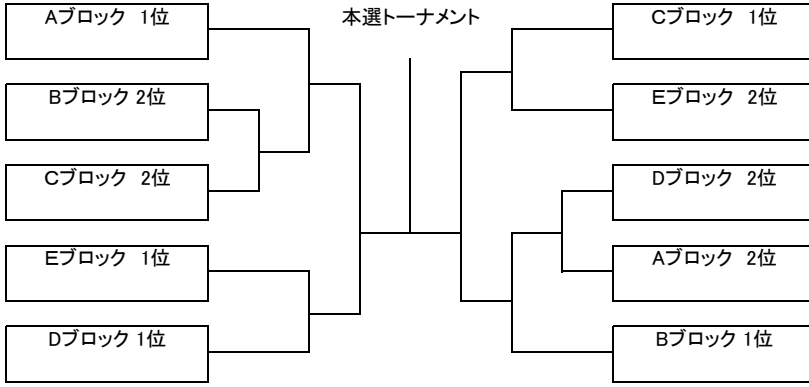 本選トーナメント
Aブロック　1位
Bブロック 2位
Cブロック　2位
Eブロック　1位
Dブロック 1位
Cブロック　1位
Eブロック　2位
Dブロック　2位
Aブロック　2位
Bブロック 1位